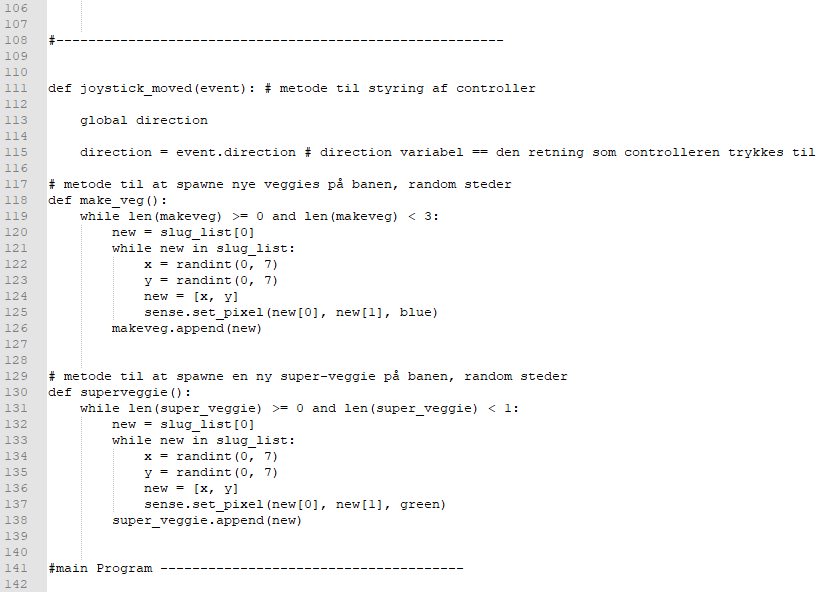 106
107
108 #--------------------------------------------------------
109
110
111 def joystick_moved(event): # metode til styring af controller
112
113     global direction
114
115     direction = event.direction # direction variabel == den retning som controlleren trykkes til
116
117 # metode til at spawne nye veggies på banen, random steder
118 def make_veg():
119     while len(makeveg) >= 0 and len(makeveg) < 3:
120         new = slug_list[0]
121         while new in slug_list:
122             x = randint(0, 7)
123             y = randint(0, 7)
124             new = [x, y]
125             sense.set_pixel(new[0], new[1], blue)
126         makeveg.append(new)
127
128
129 # metode til at spawne en ny super-veggie på banen, random steder
130 def superveggie():
131     while len(super_veggie) >= 0 and len(super_veggie) < 1:
132         new = slug_list[0]
133         while new in slug_list:
134             x = randint(0, 7)
135             y = randint(0, 7)
136             new = [x, y]
137             sense.set_pixel(new[0], new[1], green)
138         super_veggie.append(new)
139
140
141 #main Program --------------------------------------
142